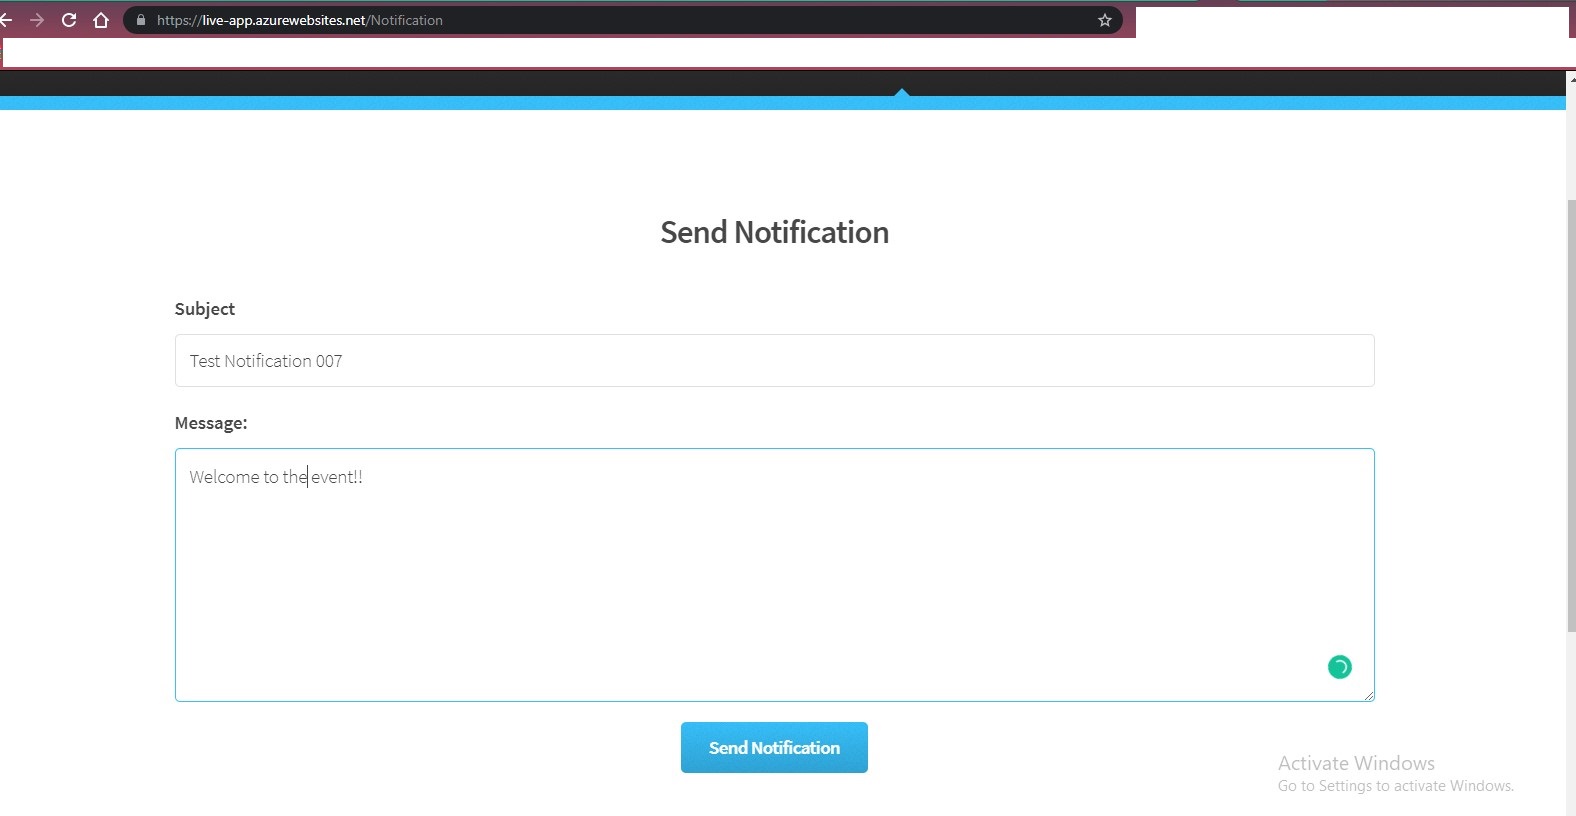 https://live-app.azurewebsites.net/Notification
Send Notification
Subject
Test Notification 007
Message:
Welcome to the event!!
Send Notification
Activate Windows
Go to Settings to activate Windows.